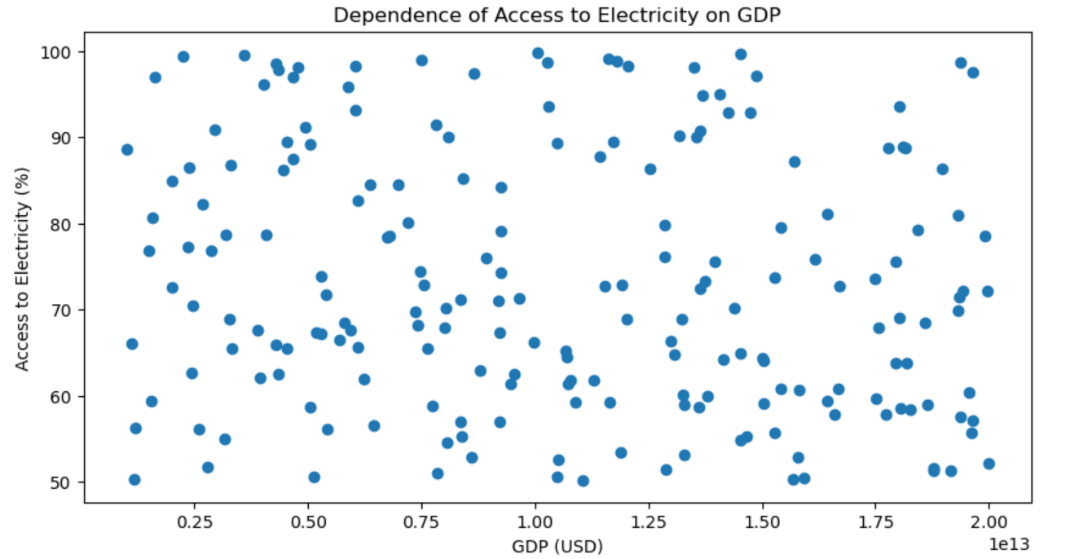 Dependence of Access to Electricity on GDP
100
90
80
70
60
50
Access to Electricity (%)
0.25 0.50 0.75 1.00 1.25 1.50 1.75 2.00
1e13
GDP (USD)